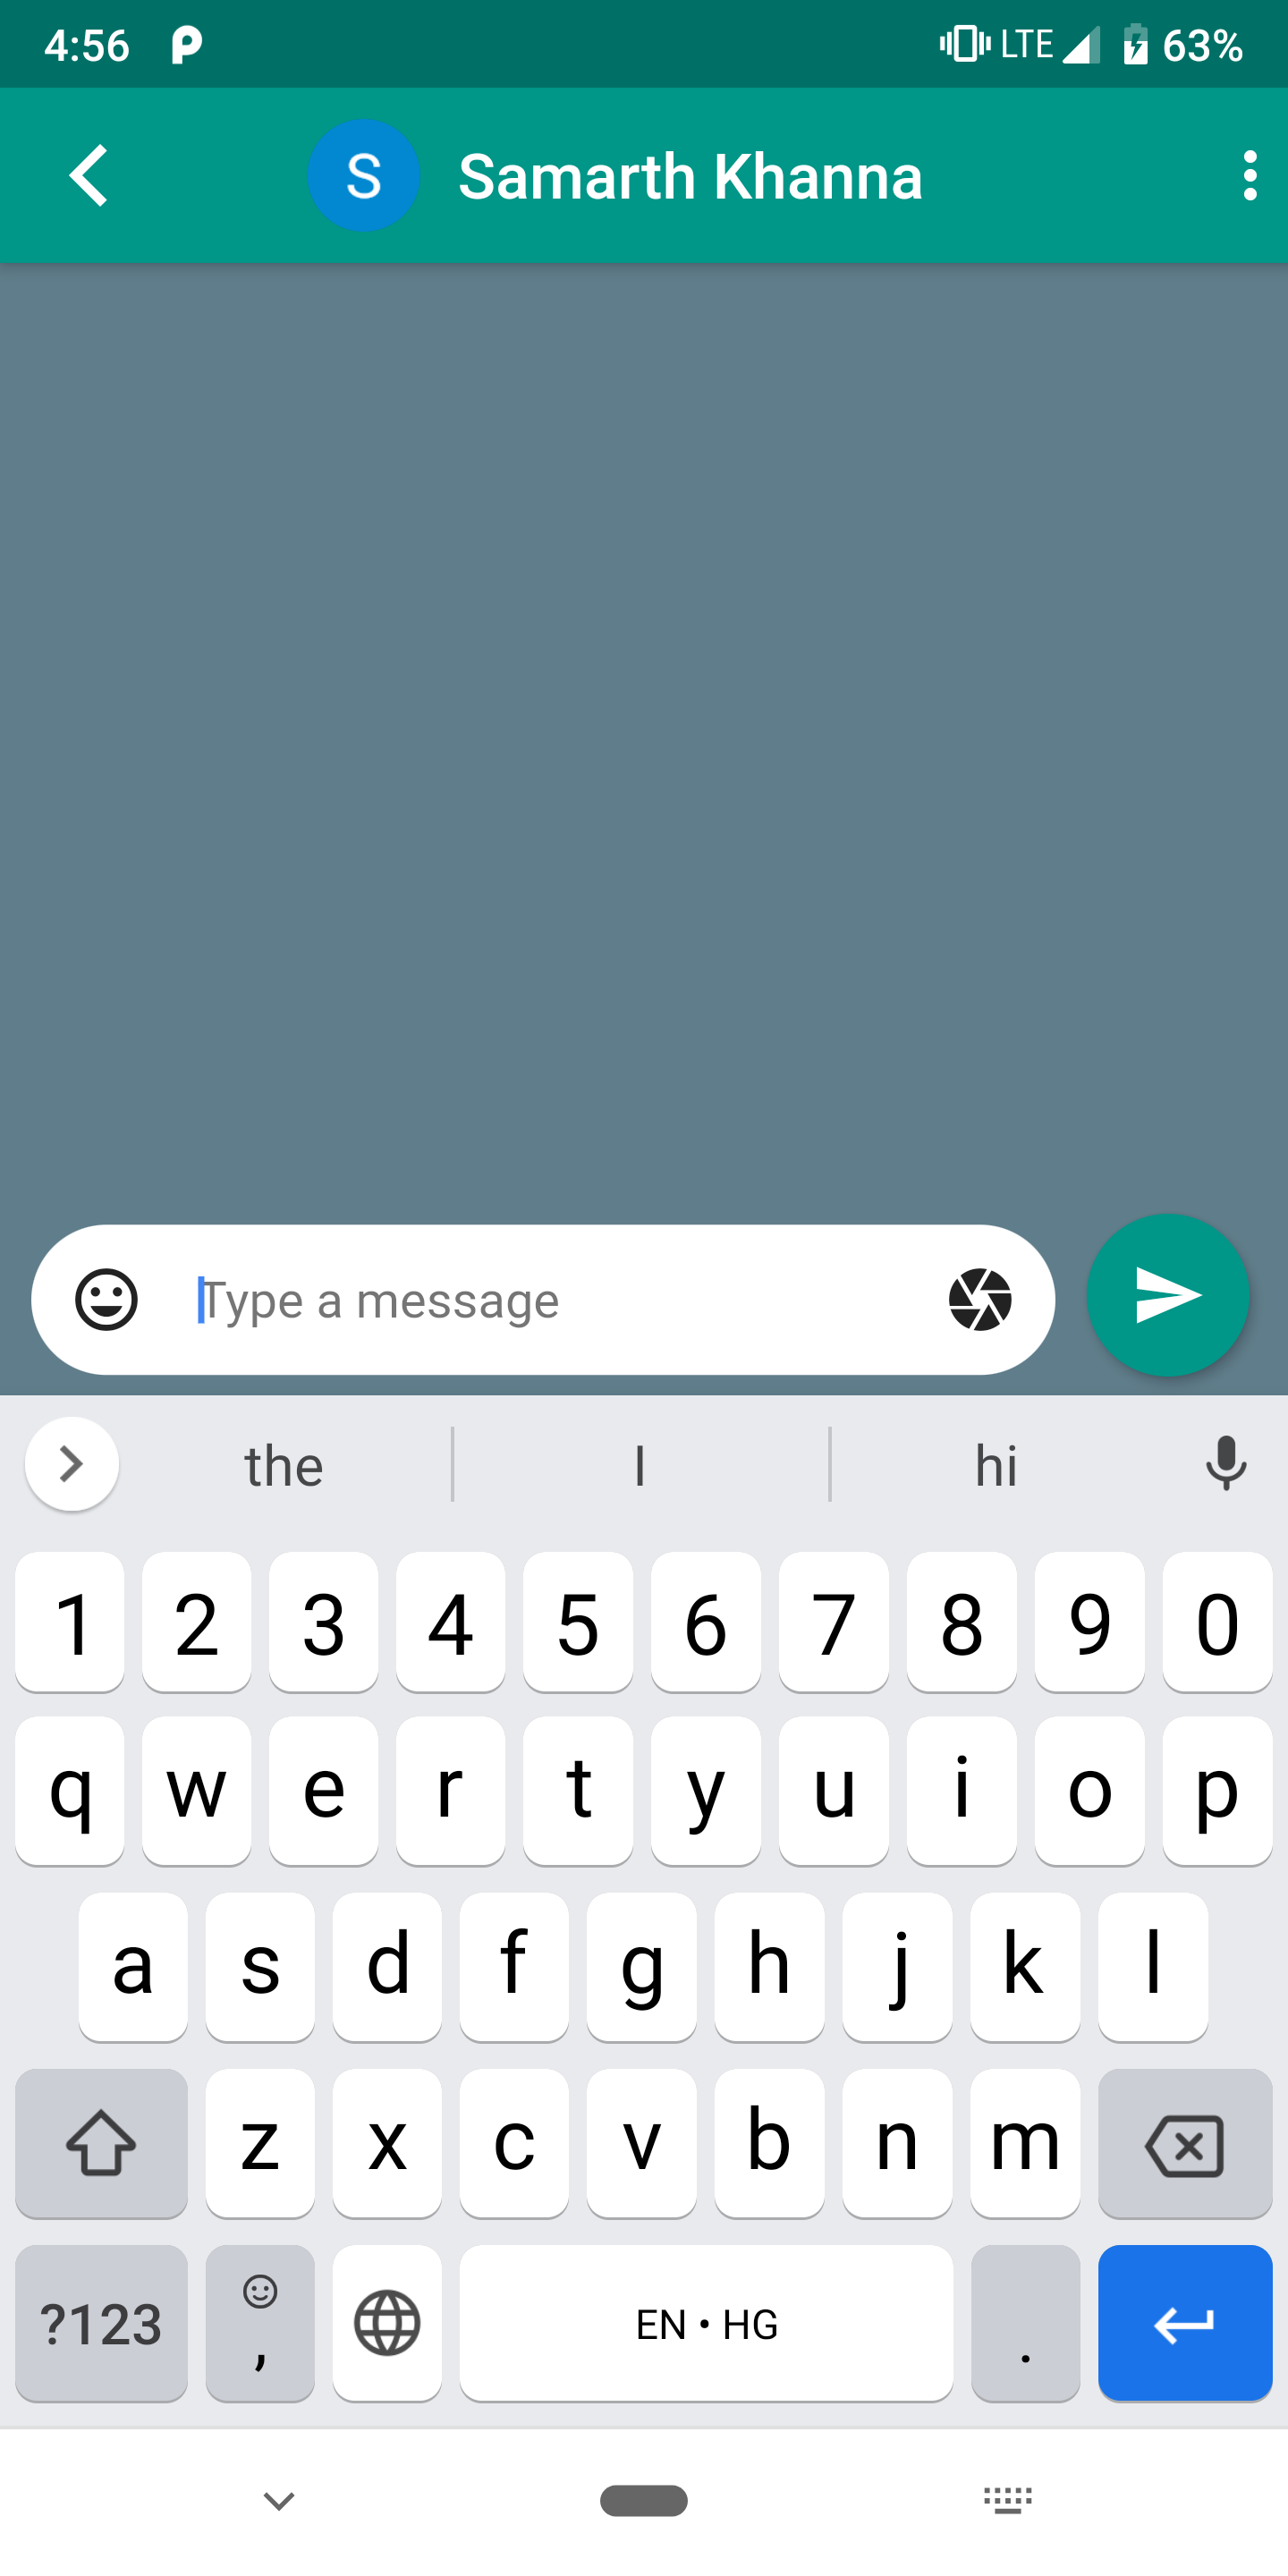 4:56 LTE 63%
S Samarth Khanna
Type a message
the I hi
1 2 3 4 5 6 7 8 9 0
q w e r t y u i o p
a s d f g h j k l
z x c v b n m
?123 , EN • HG .